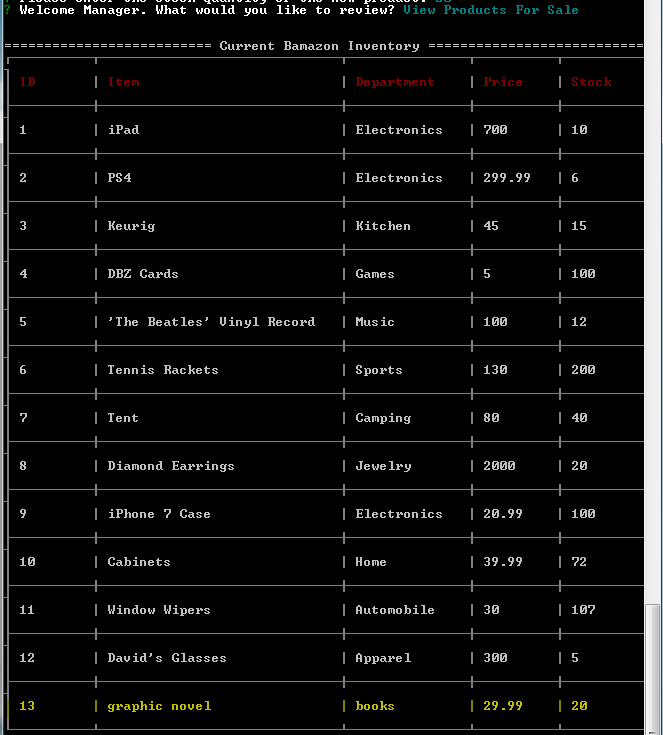 ? Welcome Manager. What would you like to review? View Products For Sale
======================== Current Bamazon Inventory =========================
ID | Item | Department | Price | Stock
1 | iPad | Electronics | 700 | 10
2 | PS4 | Electronics | 299.99 | 6
3 | Keurig | Kitchen | 45 | 15
4 | DBZ Cards | Games | 5 | 100
5 | 'The Beatles' Vinyl Record | Music | 100 | 12
6 | Tennis Rackets | Sports | 130 | 200
7 | Tent | Camping | 80 | 40
8 | Diamond Earrings | Jewelry | 2000 | 20
9 | iPhone 7 Case | Electronics | 20.99 | 100
10 | Cabinets | Home | 39.99 | 72
11 | Window Wipers | Automobile | 30 | 107
12 | David's Glasses | Apparel | 300 | 5
13 | graphic novel | books | 29.99 | 20